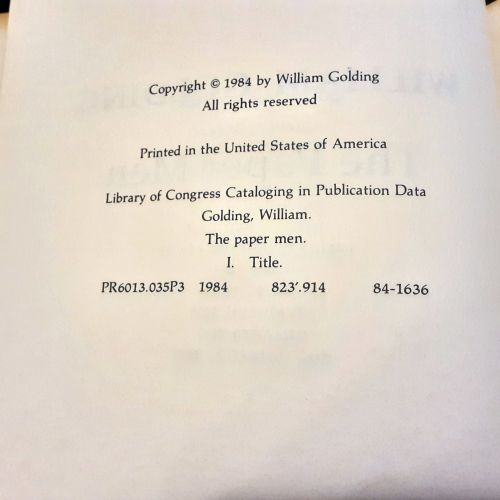 Copyright © 1984 by William Golding
All rights reserved
Printed in the United States of America
Library of Congress Cataloging in Publication Data
Golding, William.
The paper men.
I. Title.
PR6013.035P3 1984 823'.914 84-1636